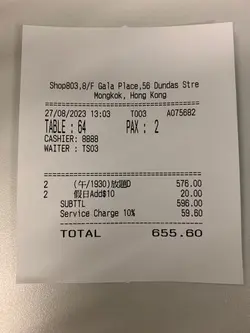 Shop803,8/F Gala Place,56 Dundas Stre
Mongkok, Hong Kong
27/08/2023 13:03 T003 A075682
TABLE : 64 PAX : 2
CASHIER: 8888
WAITER : TS03
2 (午/1930)放題D 576.00
2 假日Add$10 20.00
SUBTTL 596.00
Service Charge 10% 59.60
TOTAL 655.60